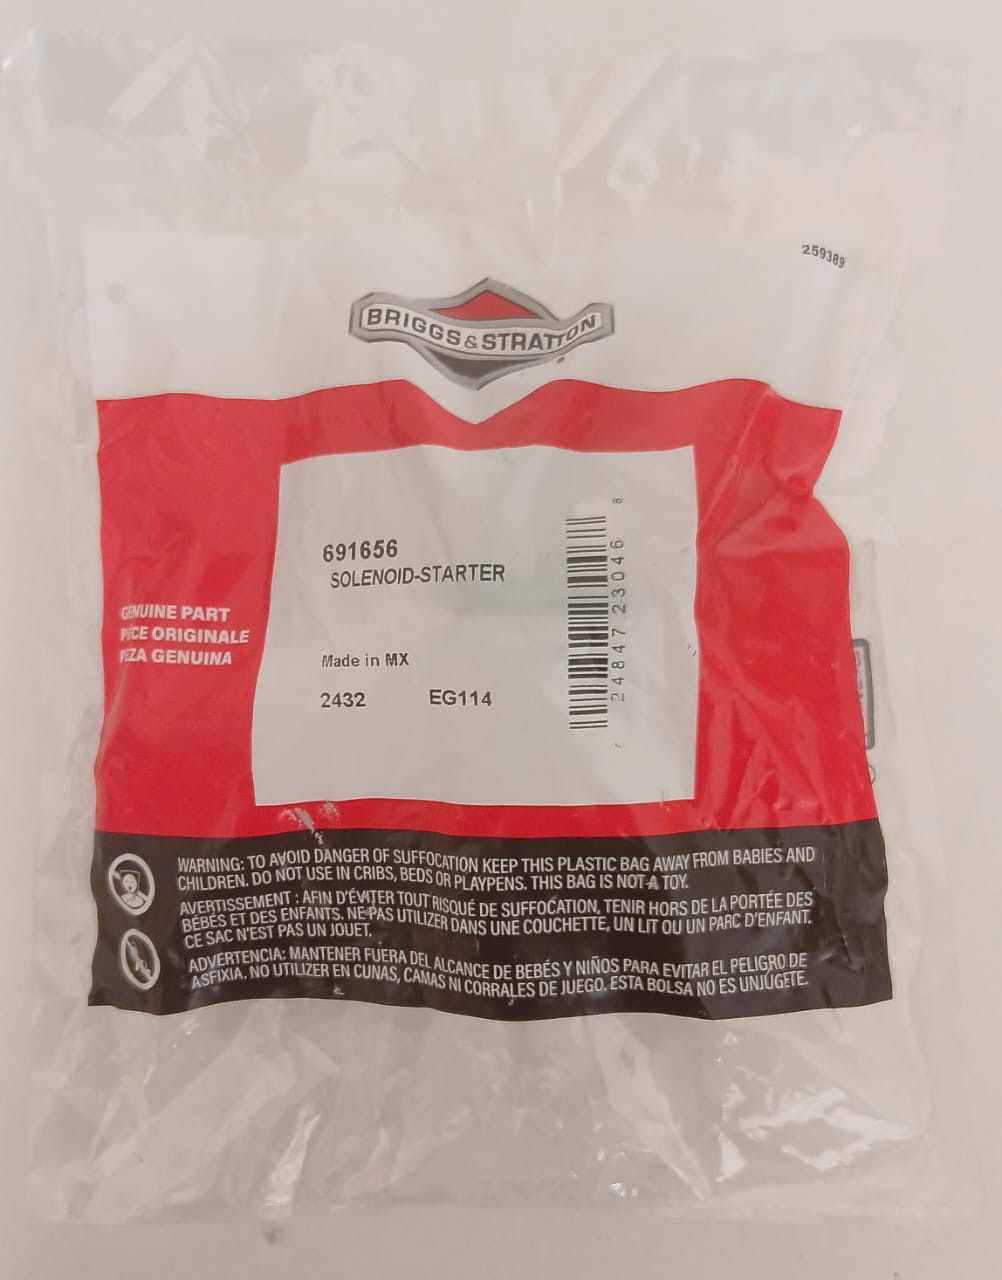 259389
BRIGGS&STRATTON
691656
SOLENOID-STARTER
GENUINE PART
PIÈCE ORIGINALE
PIEZA GENUINA
Made in MX
2432 EG114
24847 23046 8
WARNING: TO AVOID DANGER OF SUFFOCATION KEEP THIS PLASTIC BAG AWAY FROM BABIES AND
CHILDREN. DO NOT USE IN CRIBS, BEDS OR PLAYPENS. THIS BAG IS NOT A TOY.
AVERTISSEMENT : AFIN D'ÉVITER TOUT RISQUÉ DE SUFFOCATION, TENIR HORS DE LA PORTÉE DES
BÉBÉS ET DES ENFANTS. NE PAS UTILIZER DANS UNE COUCHETTE, UN LIT OU UN PARC D'ENFANT.
CE SAC N'EST PAS UN JOUET.
ADVERTENCIA: MANTENER FUERA DEL ALCANCE DE BEBÉS Y NIÑOS PARA EVITAR EL PELIGRO DE
ASFIXIA. NO UTILIZER EN CUNAS, CAMAS NI CORRALES DE JUEGO. ESTA BOLSA NO ES UNJUGETE.